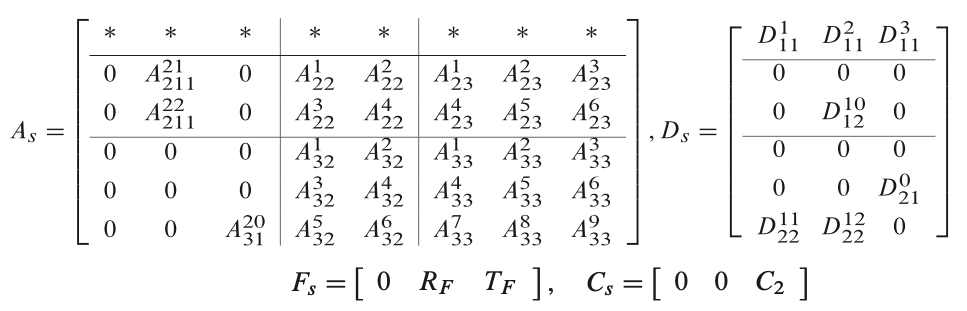 * * * * * * * *
0 A_{211}^{21} 0 A_{22}^{1} A_{22}^{2} A_{23}^{1} A_{23}^{2} A_{23}^{3}
0 A_{211}^{22} 0 A_{22}^{3} A_{22}^{4} A_{23}^{4} A_{23}^{5} A_{23}^{6}
A_s = [ 0 0 0 A_{32}^{1} A_{32}^{2} A_{33}^{1} A_{33}^{2} A_{33}^{3}
0 0 0 A_{32}^{3} A_{32}^{4} A_{33}^{4} A_{33}^{5} A_{33}^{6}
0 0 A_{31}^{20} A_{32}^{5} A_{32}^{6} A_{33}^{7} A_{33}^{8} A_{33}^{9} ]
, D_s = [ D_{11}^{1} D_{11}^{2} D_{11}^{3}
0 0 0
0 D_{12}^{10} 0
0 0 0
0 0 D_{21}^{0}
D_{22}^{11} D_{22}^{12} 0 ]
F_s = [ 0 R_F T_F ], C_s = [ 0 0 C_2 ]